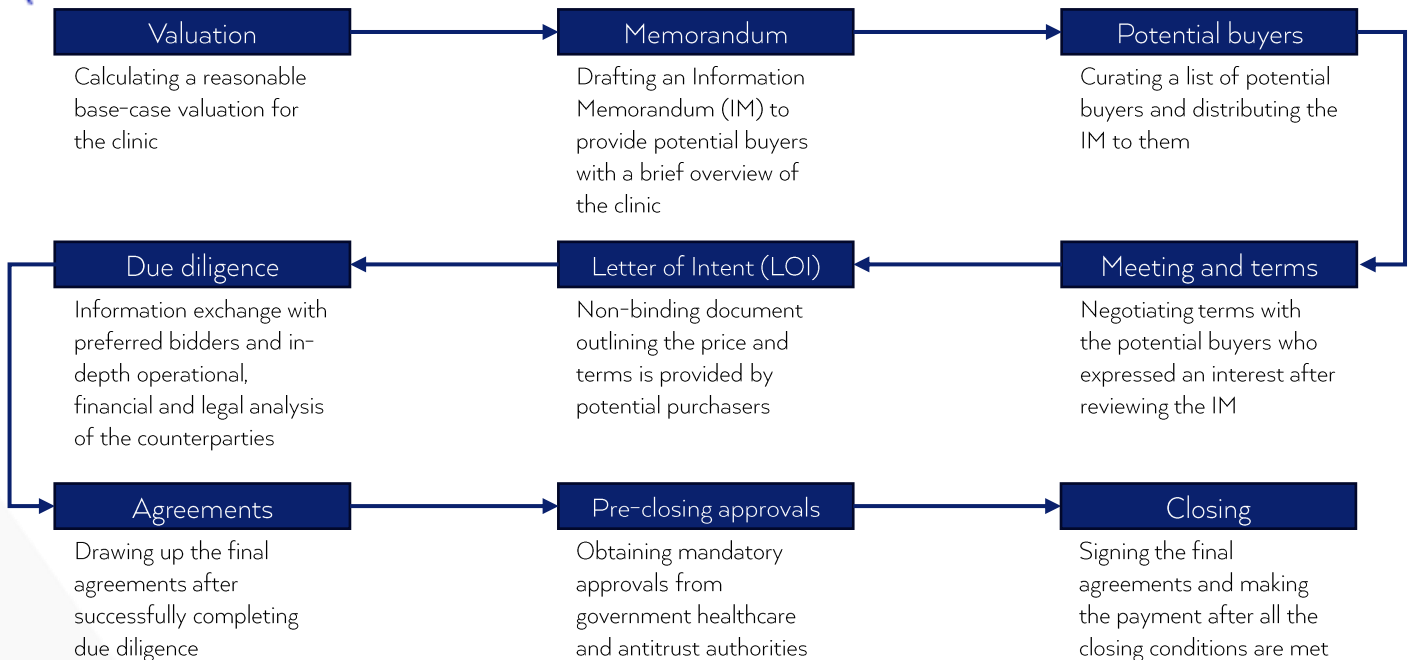 Valuation
Calculating a reasonable
base-case valuation for
the clinic
Memorandum
Drafting an Information
Memorandum (IM) to
provide potential buyers
with a brief overview of
the clinic
Potential buyers
Curating a list of potential
buyers and distributing the
IM to them
Meeting and terms
Negotiating terms with
the potential buyers who
expressed an interest after
reviewing the IM
Letter of Intent (LOI)
Non-binding document
outlining the price and
terms is provided by
potential purchasers
Due diligence
Information exchange with
preferred bidders and in-
depth operational,
financial and legal analysis
of the counterparties
Agreements
Drawing up the final
agreements after
successfully completing
due diligence
Pre-closing approvals
Obtaining mandatory
approvals from
government healthcare
and antitrust authorities
Closing
Signing the final
agreements and making
the payment after all the
closing conditions are met